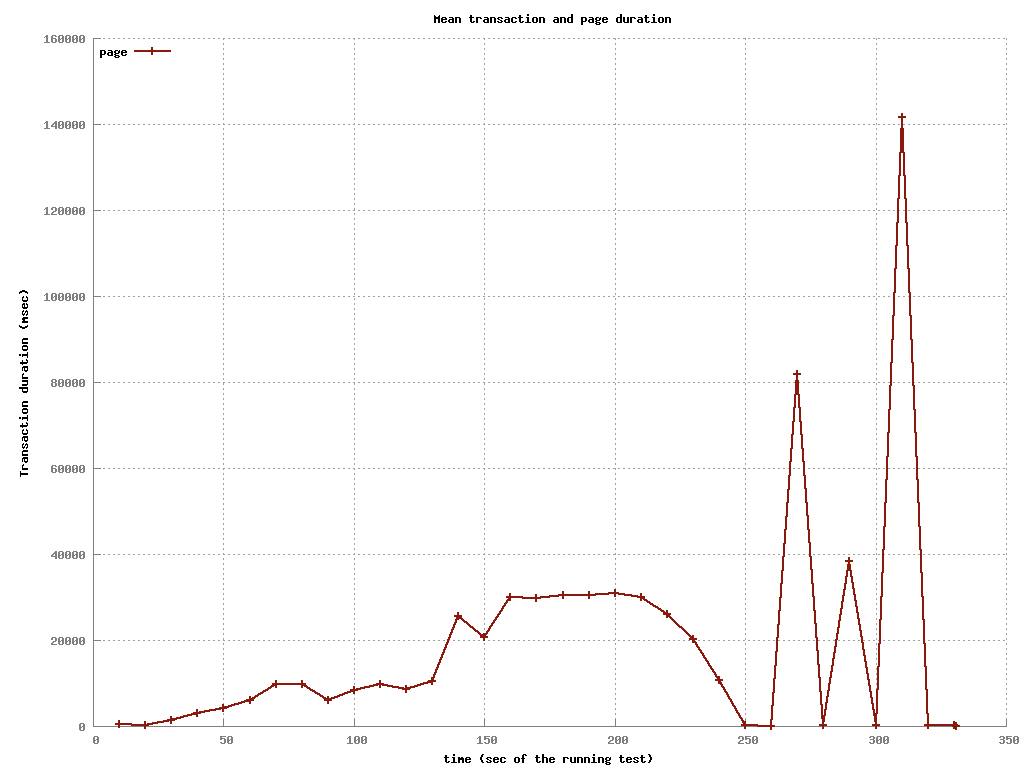 Mean transaction and page duration
160000
page
140000
120000
100000
80000
60000
40000
20000
0
Transaction duration (msec)
0 50 100 150 200 250 300 350
time (sec of the running test)